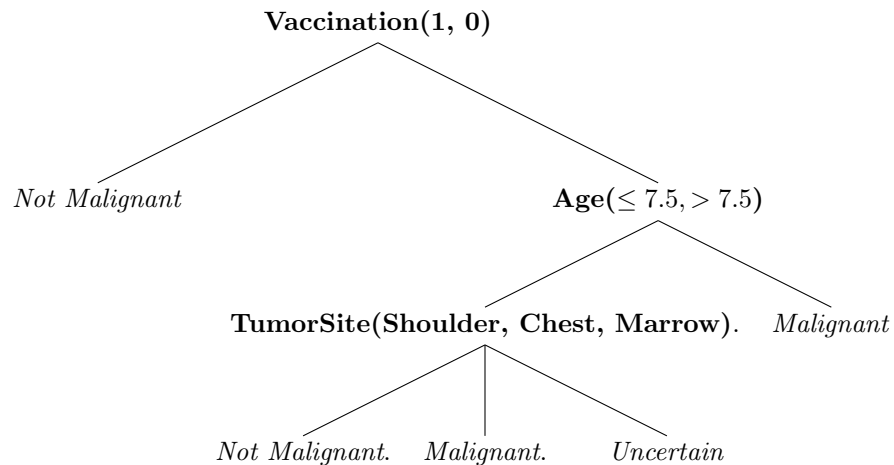 Vaccination(1, 0)
Not Malignant
Age(≤ 7.5, > 7.5)
TumorSite(Shoulder, Chest, Marrow).
Malignant
Not Malignant.
Malignant.
Uncertain